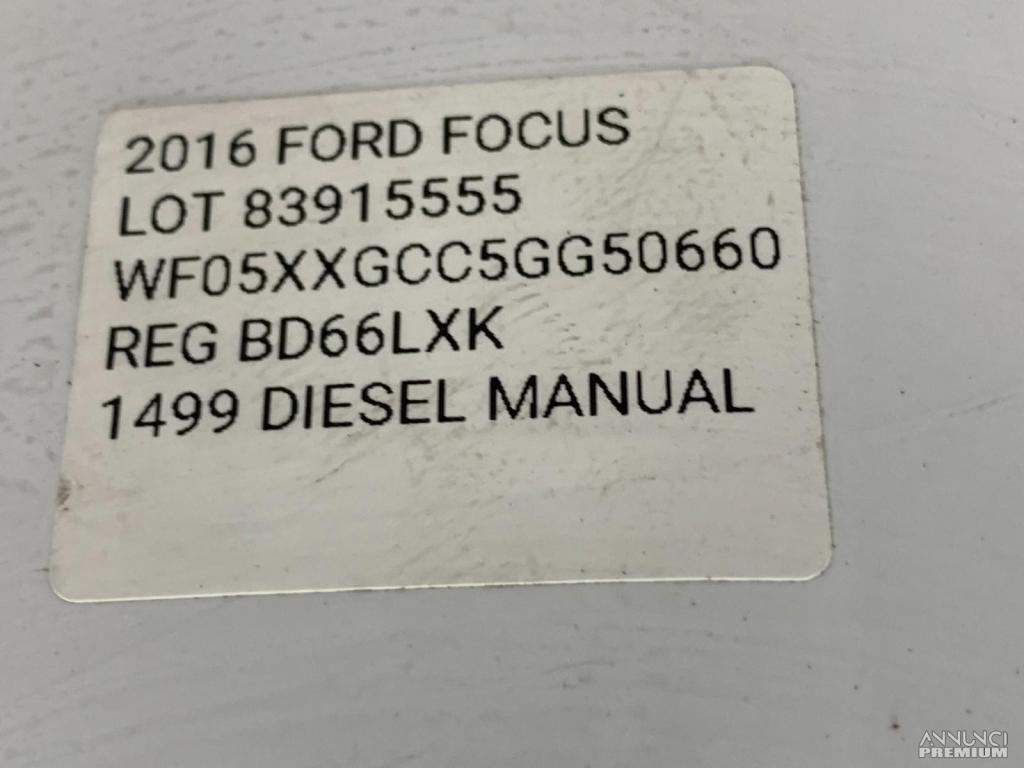 2016 FORD FOCUS
LOT 83915555
WF05XXGCC5GG50660
REG BD66LXK
1499 DIESEL MANUAL
ANNUNCI
PREMIUM